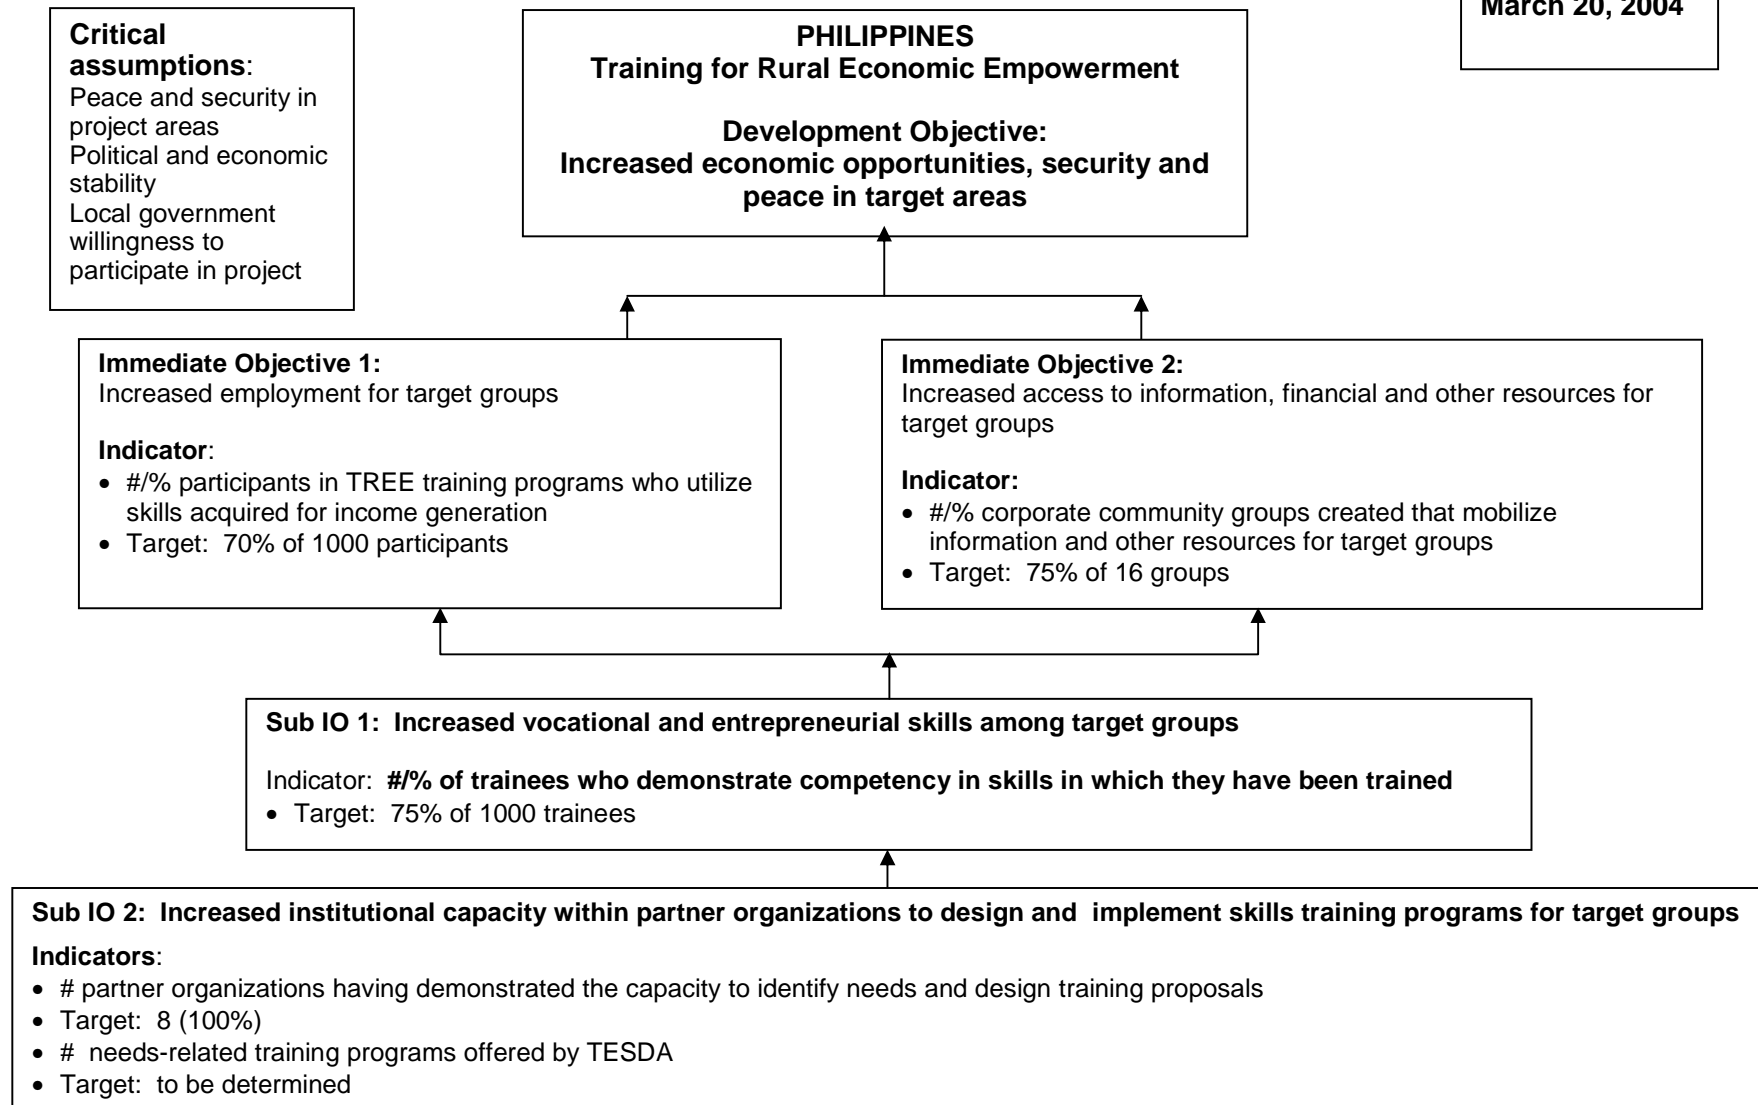 Critical
assumptions:
Peace and security in
project areas
Political and economic
stability
Local government
willingness to
participate in project
PHILIPPINES
Training for Rural Economic Empowerment
Development Objective:
Increased economic opportunities, security and
peace in target areas
March 20, 2004
Immediate Objective 1:
Increased employment for target groups
Indicator:
• #/% participants in TREE training programs who utilize
skills acquired for income generation
• Target: 70% of 1000 participants
Immediate Objective 2:
Increased access to information, financial and other resources for
target groups
Indicator:
• #/% corporate community groups created that mobilize
information and other resources for target groups
• Target: 75% of 16 groups
Sub IO 1: Increased vocational and entrepreneurial skills among target groups
Indicator: #/% of trainees who demonstrate competency in skills in which they have been trained
• Target: 75% of 1000 trainees
Sub IO 2: Increased institutional capacity within partner organizations to design and implement skills training programs for target groups
Indicators:
• # partner organizations having demonstrated the capacity to identify needs and design training proposals
• Target: 8 (100%)
• # needs-related training programs offered by TESDA
• Target: to be determined